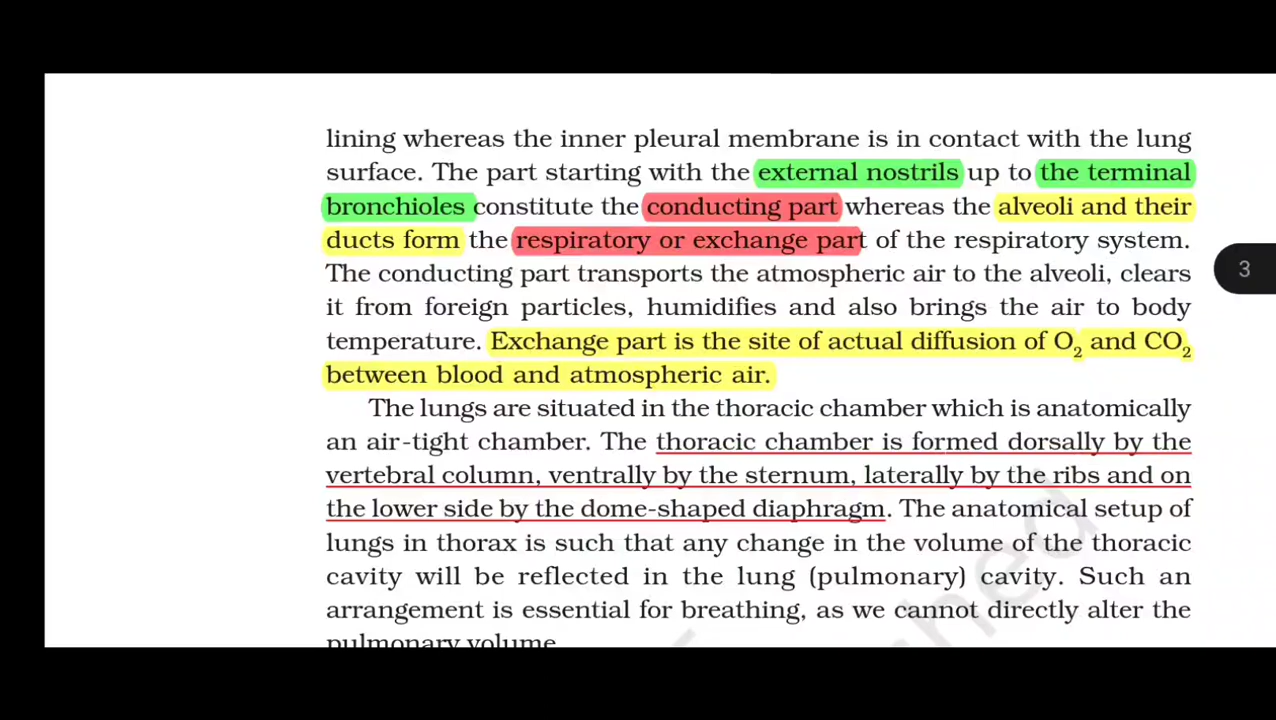 lining whereas the inner pleural membrane is in contact with the lung
surface. The part starting with the external nostrils up to the terminal
bronchioles constitute the conducting part whereas the alveoli and their
ducts form the respiratory or exchange part of the respiratory system.
The conducting part transports the atmospheric air to the alveoli, clears
it from foreign particles, humidifies and also brings the air to body
temperature. Exchange part is the site of actual diffusion of O₂ and CO₂
between blood and atmospheric air.
The lungs are situated in the thoracic chamber which is anatomically
an air-tight chamber. The thoracic chamber is formed dorsally by the
vertebral column, ventrally by the sternum, laterally by the ribs and on
the lower side by the dome-shaped diaphragm. The anatomical setup of
lungs in thorax is such that any change in the volume of the thoracic
cavity will be reflected in the lung (pulmonary) cavity. Such an
arrangement is essential for breathing, as we cannot directly alter the
pulmonary volume.
3